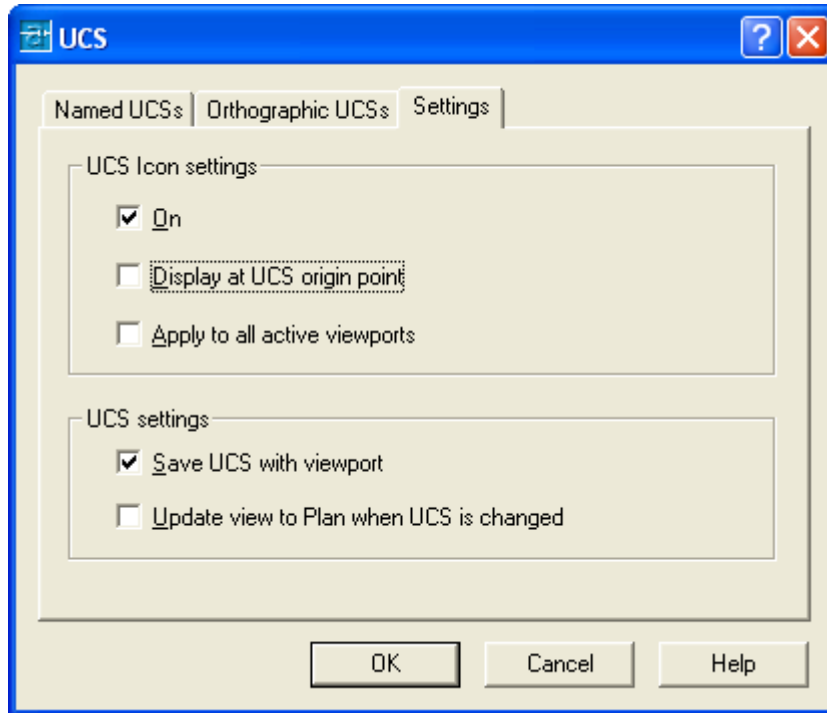 UCS
Named UCSs Orthographic UCSs Settings
UCS Icon settings
On
Display at UCS origin point
Apply to all active viewports
UCS settings
Save UCS with viewport
Update view to Plan when UCS is changed
OK Cancel Help